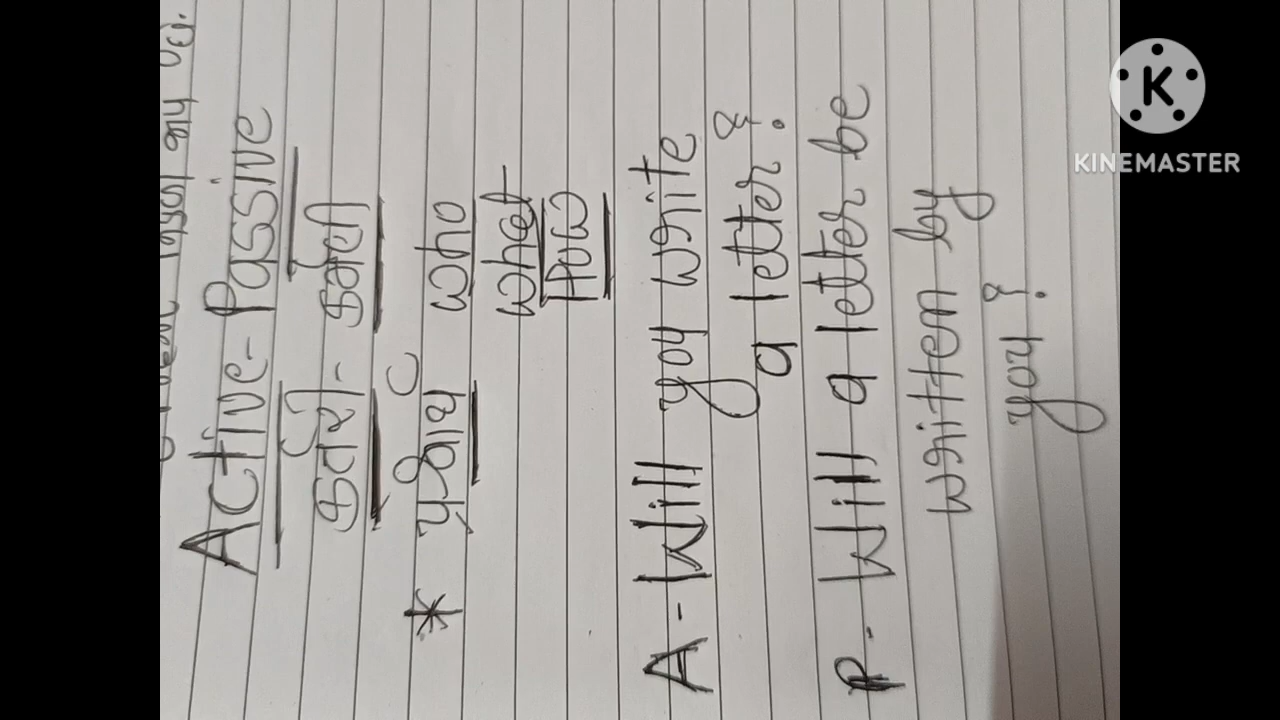 Active-Passive
कर्तरी - कर्मणी
* प्रश्नार्थ who
what
How
A - Will you write
a letter ?
P - Will a letter be
written by
you ?
KINEMASTER